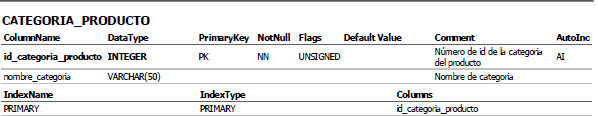 CATEGORIA_PRODUCTO
ColumnName DataType PrimaryKey NotNull Flags Default Value Comment AutoInc
id_categoria_producto INTEGER PK NN UNSIGNED Número de id de la categoria del producto AI
nombre_categoria VARCHAR(50) Nombre de categoria
IndexName IndexType Columns
PRIMARY PRIMARY id_categoria_producto